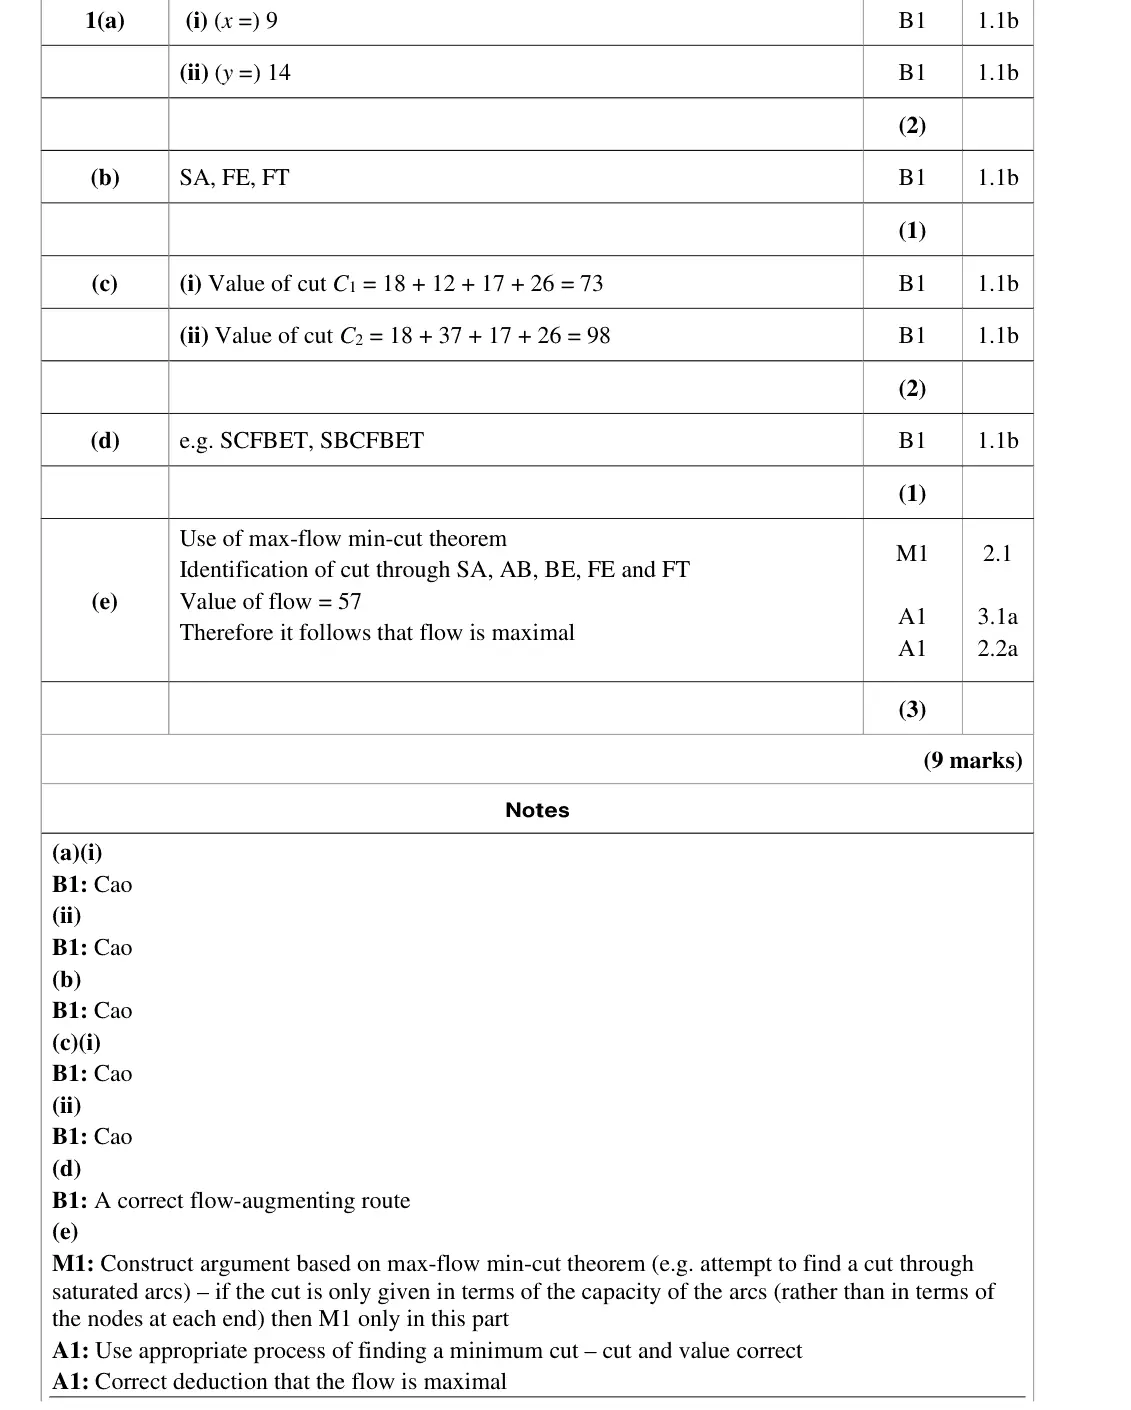 1(a) (i) (x =) 9 B1 1.1b
(ii) (y =) 14 B1 1.1b
(2)
(b) SA, FE, FT B1 1.1b
(1)
(c) (i) Value of cut C1 = 18 + 12 + 17 + 26 = 73 B1 1.1b
(ii) Value of cut C2 = 18 + 37 + 17 + 26 = 98 B1 1.1b
(2)
(d) e.g. SCFBET, SBCFBET B1 1.1b
(1)
(e)
Use of max-flow min-cut theorem
Identification of cut through SA, AB, BE, FE and FT
Value of flow = 57
Therefore it follows that flow is maximal
M1 2.1
A1 3.1a
A1 2.2a
(3)
(9 marks)
Notes
(a)(i)
B1: Cao
(ii)
B1: Cao
(b)
B1: Cao
(c)(i)
B1: Cao
(ii)
B1: Cao
(d)
B1: A correct flow-augmenting route
(e)
M1: Construct argument based on max-flow min-cut theorem (e.g. attempt to find a cut through
saturated arcs) – if the cut is only given in terms of the capacity of the arcs (rather than in terms of
the nodes at each end) then M1 only in this part
A1: Use appropriate process of finding a minimum cut – cut and value correct
A1: Correct deduction that the flow is maximal